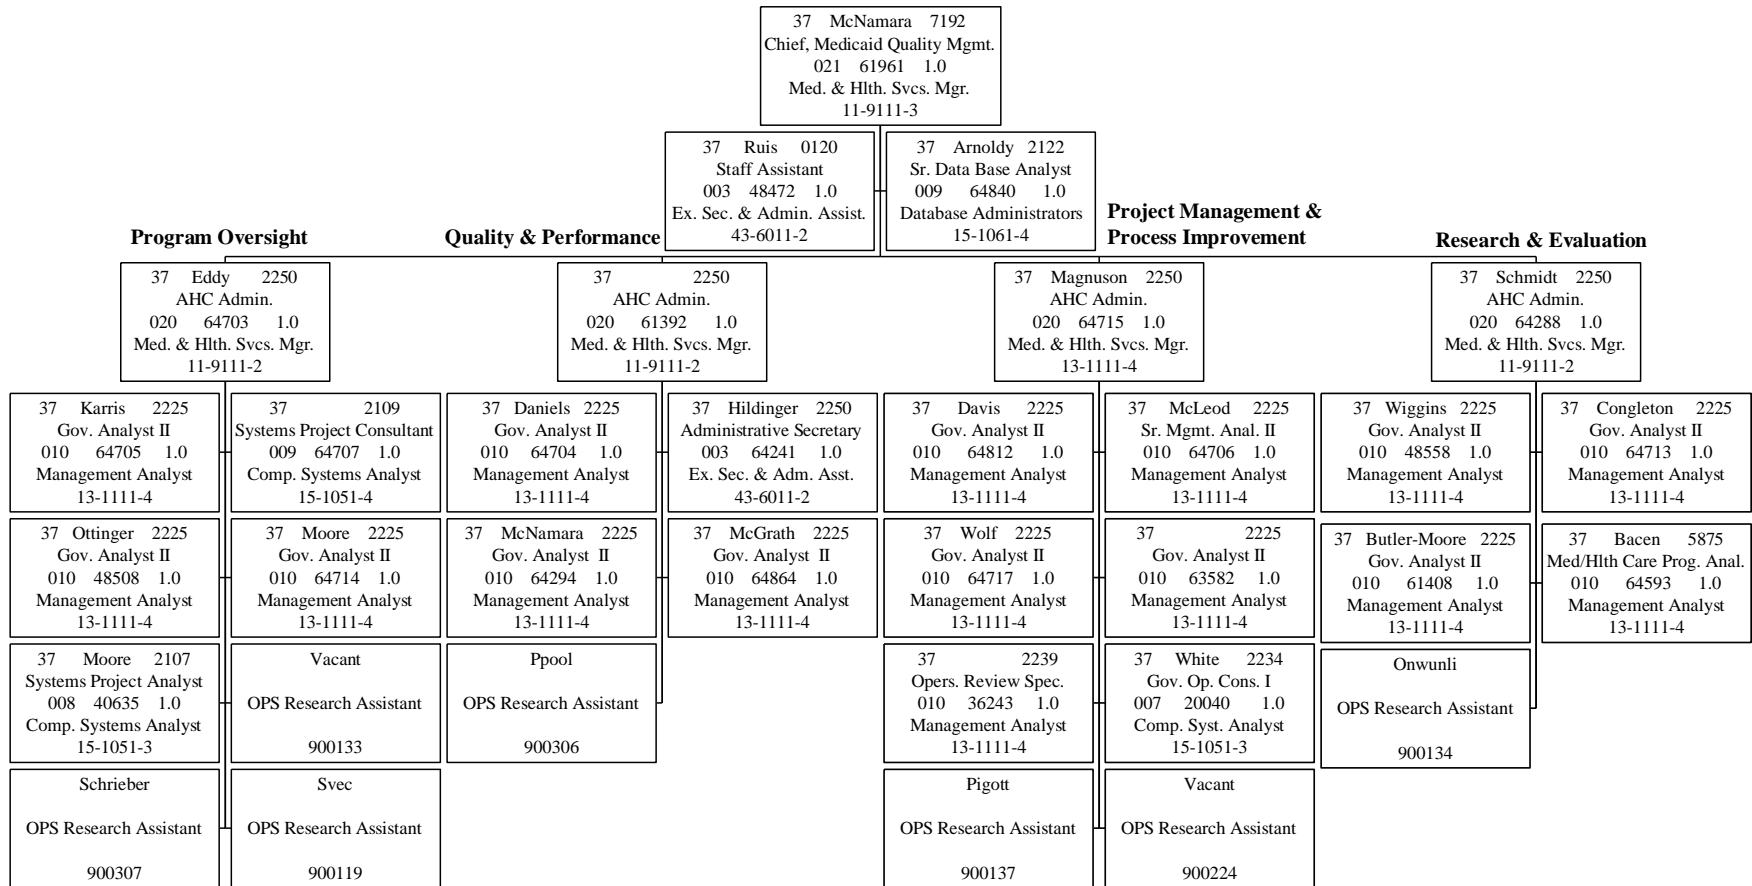 37 McNamara 7192
Chief, Medicaid Quality Mgmt.
021 61961 1.0
Med. & Hlth. Svcs. Mgr.
11-9111-3
37 Ruis 0120
Staff Assistant
003 48472 1.0
Ex. Sec. & Admin. Assist.
43-6011-2
37 Arnoldy 2122
Sr. Data Base Analyst
009 64840 1.0
Database Administrators
15-1061-4
Program Oversight
Quality & Performance
Project Management &
Process Improvement
Research & Evaluation
37 Eddy 2250
AHC Admin.
020 64703 1.0
Med. & Hlth. Svcs. Mgr.
11-9111-2
37 2250
AHC Admin.
020 61392 1.0
Med. & Hlth. Svcs. Mgr.
11-9111-2
37 Magnuson 2250
AHC Admin.
020 64715 1.0
Med. & Hlth. Svcs. Mgr.
13-1111-4
37 Schmidt 2250
AHC Admin.
020 64288 1.0
Med. & Hlth. Svcs. Mgr.
11-9111-2
37 Karris 2225
Gov. Analyst II
010 64705 1.0
Management Analyst
13-1111-4
37 2109
Systems Project Consultant
009 64707 1.0
Comp. Systems Analyst
15-1051-4
37 Daniels 2225
Gov. Analyst II
010 64704 1.0
Management Analyst
13-1111-4
37 Hildinger 2250
Administrative Secretary
003 64241 1.0
Ex. Sec. & Adm. Asst.
43-6011-2
37 Davis 2225
Gov. Analyst II
010 64812 1.0
Management Analyst
13-1111-4
37 McLeod 2225
Sr. Mgmt. Anal. II
010 64706 1.0
Management Analyst
13-1111-4
37 Wiggins 2225
Gov. Analyst II
010 48558 1.0
Management Analyst
13-1111-4
37 Congleton 2225
Gov. Analyst II
010 64713 1.0
Management Analyst
13-1111-4
37 Ottinger 2225
Gov. Analyst II
010 48508 1.0
Management Analyst
13-1111-4
37 Moore 2225
Gov. Analyst II
010 64714 1.0
Management Analyst
13-1111-4
37 McNamara 2225
Gov. Analyst II
010 64294 1.0
Management Analyst
13-1111-4
37 McGrath 2225
Gov. Analyst II
010 64864 1.0
Management Analyst
13-1111-4
37 Wolf 2225
Gov. Analyst II
010 64717 1.0
Management Analyst
13-1111-4
37 2225
Gov. Analyst II
010 63582 1.0
Management Analyst
13-1111-4
37 Butler-Moore 2225
Gov. Analyst II
010 61408 1.0
Management Analyst
13-1111-4
37 Bacen 5875
Med/Hlth Care Prog. Anal.
010 64593 1.0
Management Analyst
13-1111-4
37 Moore 2107
Systems Project Analyst
008 40635 1.0
Comp. Systems Analyst
15-1051-3
Vacant
OPS Research Assistant
900133
Ppool
OPS Research Assistant
900306
37 2239
Opers. Review Spec.
010 36243 1.0
Management Analyst
13-1111-4
37 White 2234
Gov. Op. Cons. I
007 20040 1.0
Comp. Syst. Analyst
15-1051-3
Onwunli
OPS Research Assistant
900134
Schrieber
OPS Research Assistant
900307
Svec
OPS Research Assistant
900119
Pigott
OPS Research Assistant
900137
Vacant
OPS Research Assistant
900224